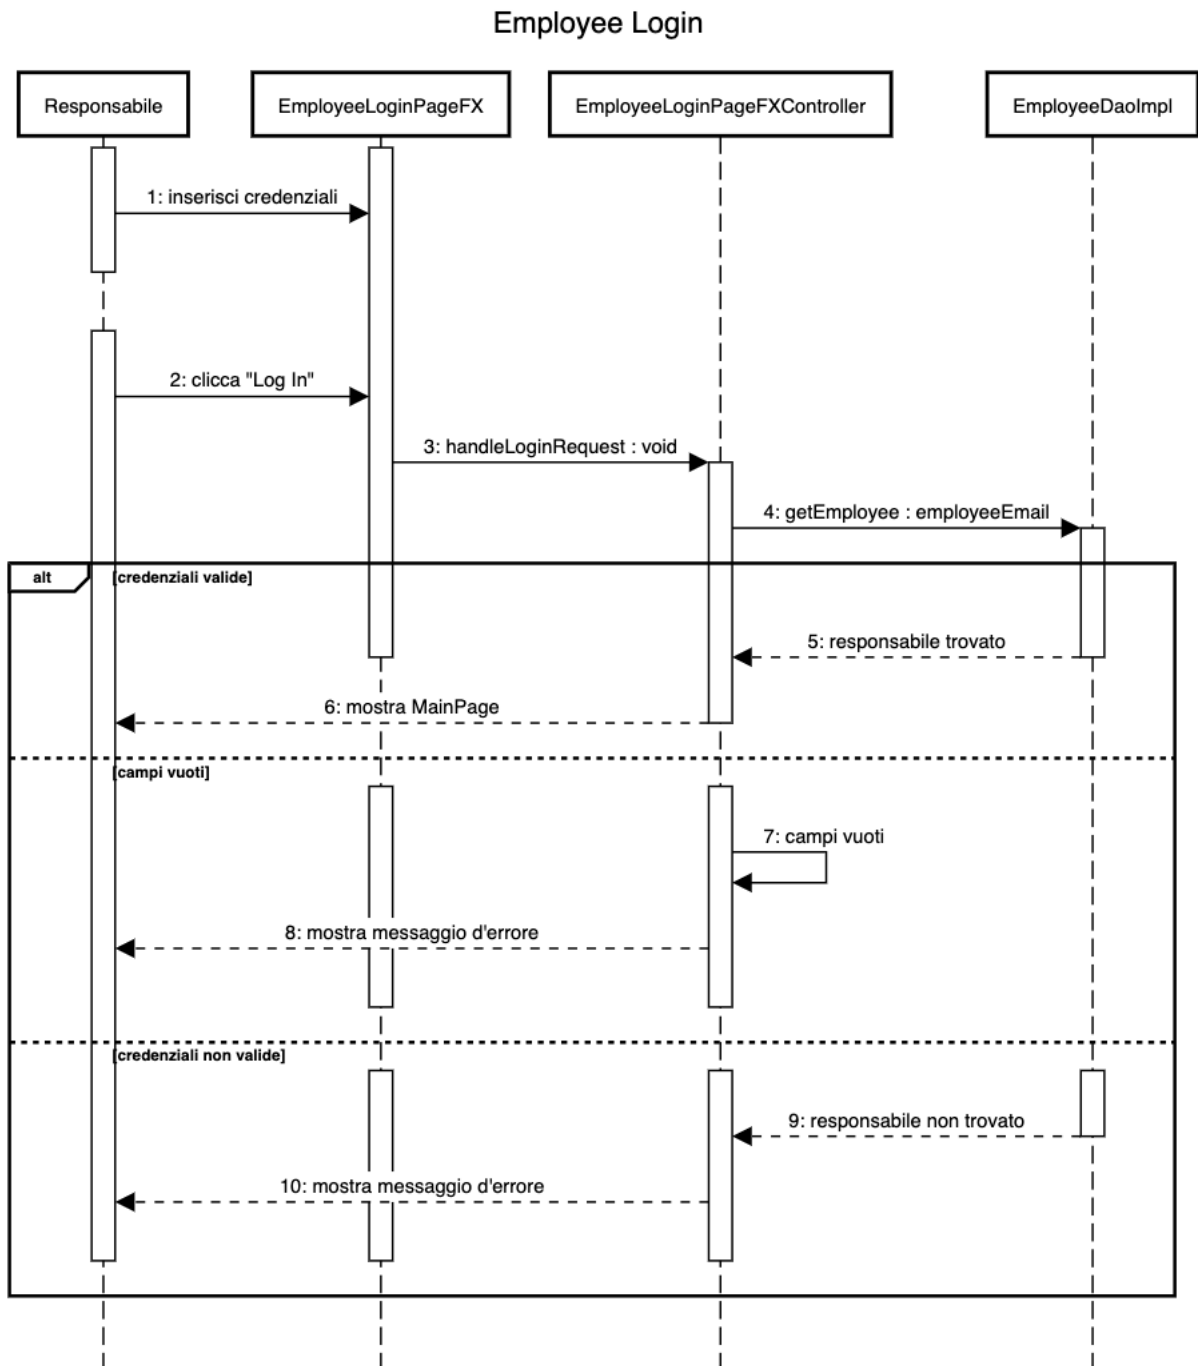 Employee Login
Responsabile
EmployeeLoginPageFX
EmployeeLoginPageFXController
EmployeeDaoImpl
1: inserisci credenziali
2: clicca "Log In"
3: handleLoginRequest : void
4: getEmployee : employeeEmail
alt
[credenziali valide]
5: responsabile trovato
6: mostra MainPage
[campi vuoti]
7: campi vuoti
8: mostra messaggio d'errore
[credenziali non valide]
9: responsabile non trovato
10: mostra messaggio d'errore